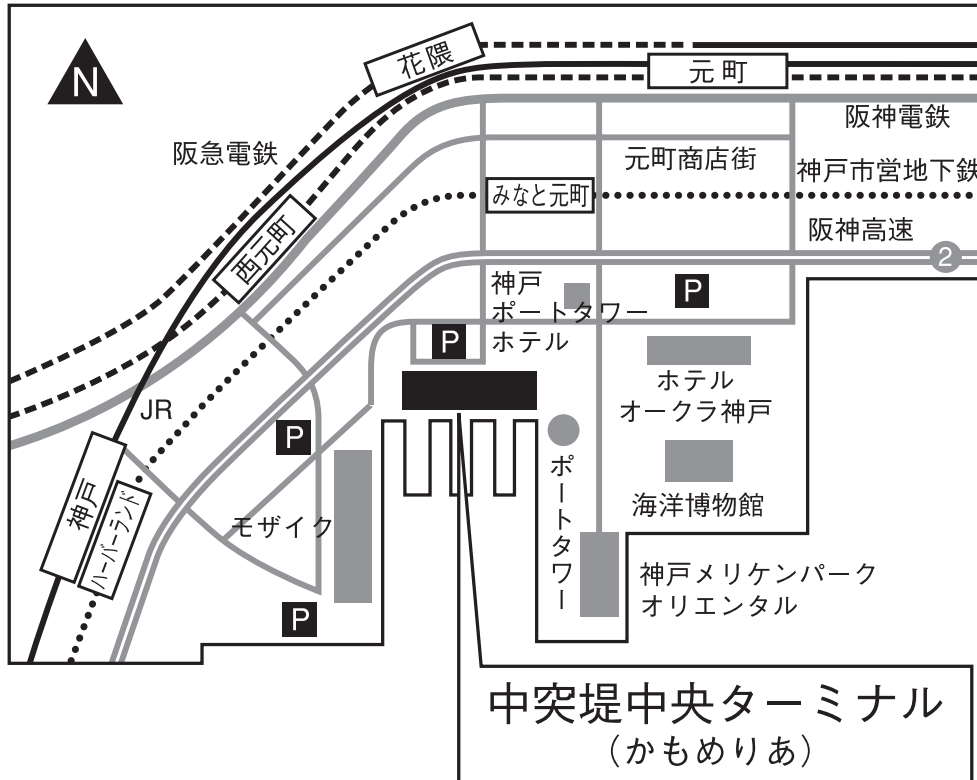 N
花隈
元町
阪急電鉄
阪神電鉄
元町商店街
神戸市営地下鉄
みなと元町
西元町
阪神高速
2
神戸
ポートタワー
ホテル
P
P
ホテル
オークラ神戸
JR
P
神戸
ハーバーランド
モザイク
ポートタワー
海洋博物館
神戸メリケンパーク
オリエンタル
P
中突堤中央ターミナル
(かもめりあ)